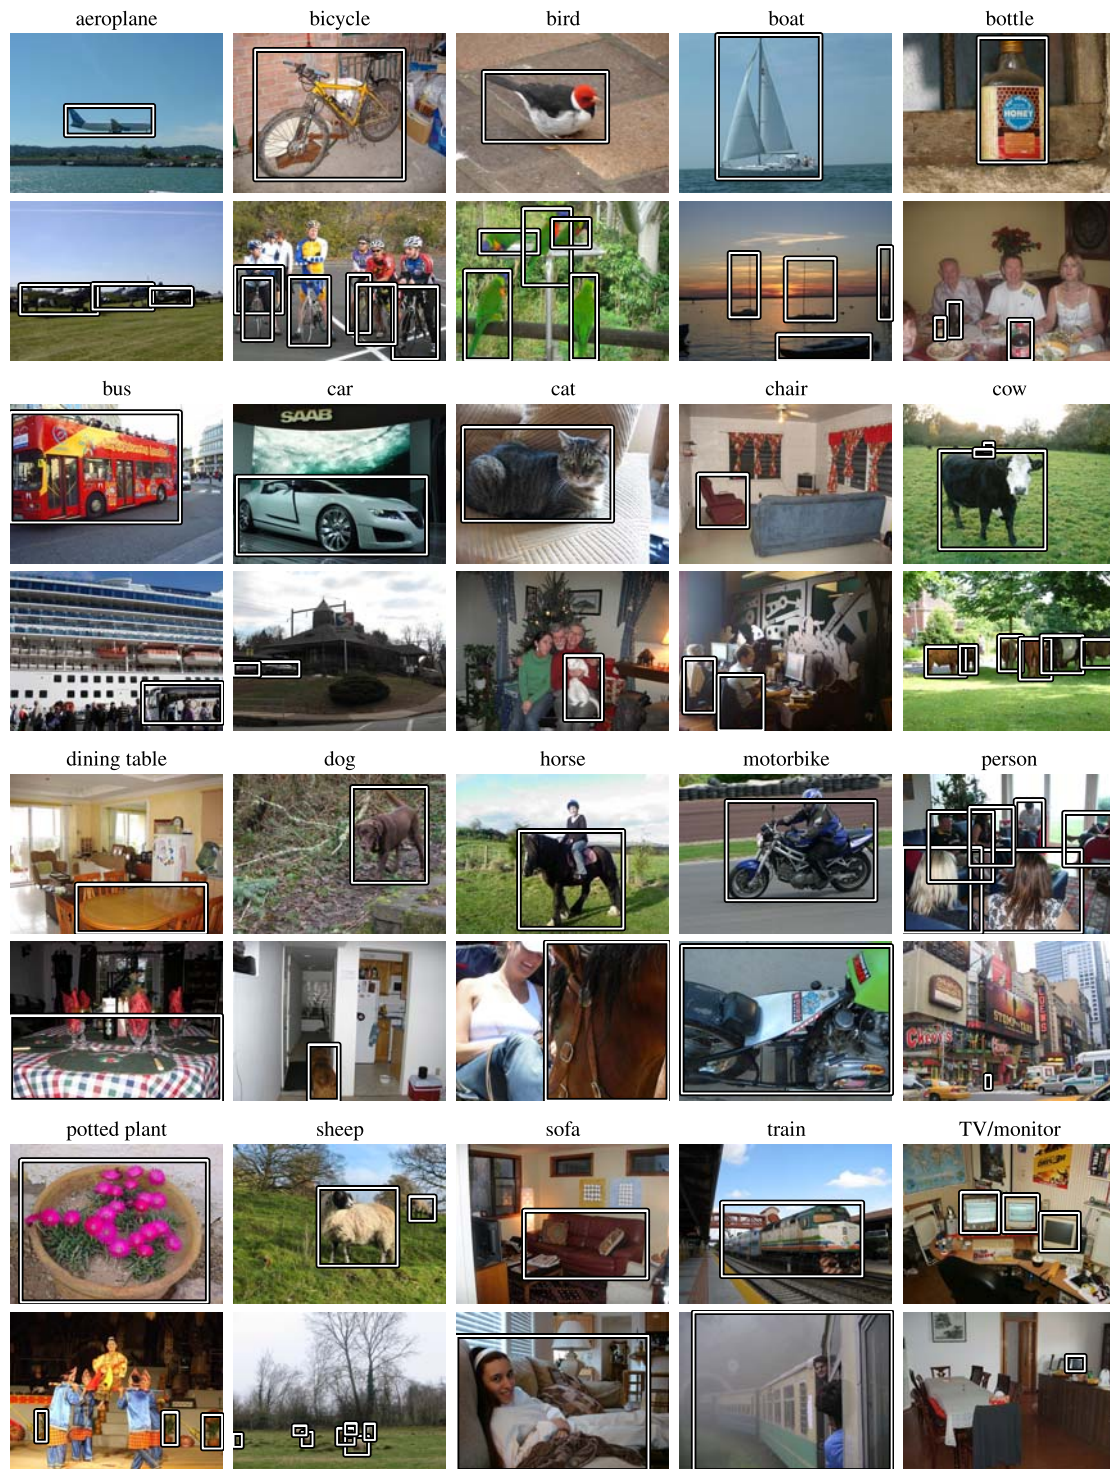 aeroplane bicycle bird boat bottle
HONEY
bus car cat chair cow
SAAB
dining table dog horse motorbike person
potted plant sheep sofa train TV/monitor